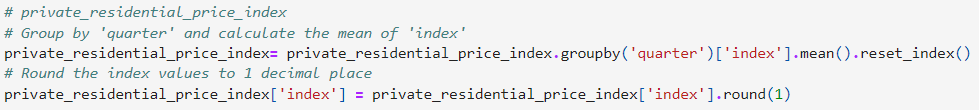 # private_residential_price_index
# Group by 'quarter' and calculate the mean of 'index'
private_residential_price_index= private_residential_price_index.groupby('quarter')['index'].mean().reset_index()
# Round the index values to 1 decimal place
private_residential_price_index['index'] = private_residential_price_index['index'].round(1)